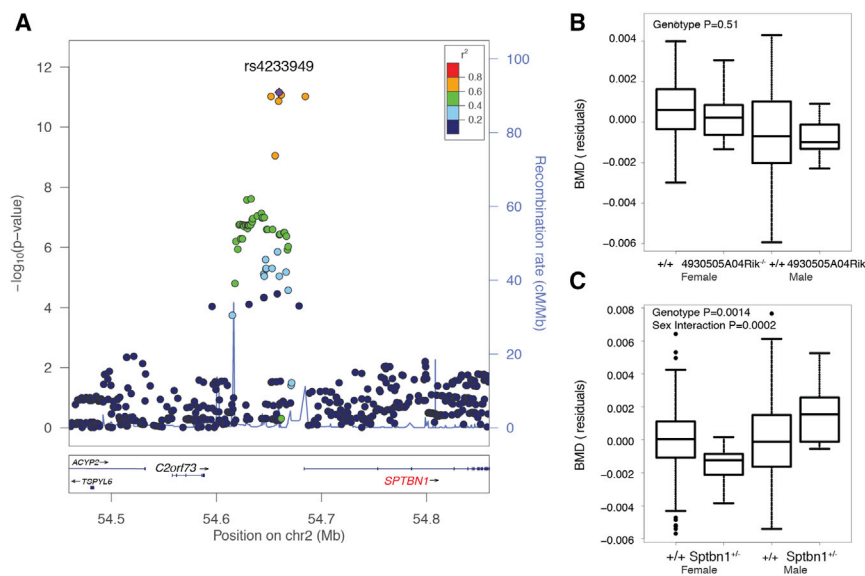 A
rs4233949
r²
0.8
0.6
0.4
0.2
12
10
8
6
4
2
0
−log₁₀(p-value)
100
80
60
40
20
0
Recombination rate (cM/Mb)
ACYP2→
C2orf73 →
←TSPYL6
SPTBN1→
54.5 54.6 54.7 54.8
Position on chr2 (Mb)
B
Genotype P=0.51
0.004
0.002
0.000
−0.002
−0.004
−0.006
BMD ( residuals)
+/+ 4930505A04Rik⁻/⁻ +/+ 4930505A04Rik
Female Male
C
Genotype P=0.0014
Sex Interaction P=0.0002
0.008
0.006
0.004
0.002
0.000
−0.002
−0.004
0.006
BMD ( residuals)
+/+ Sptbn1⁺/⁻ +/+ Sptbn1⁺/⁻
Female Male